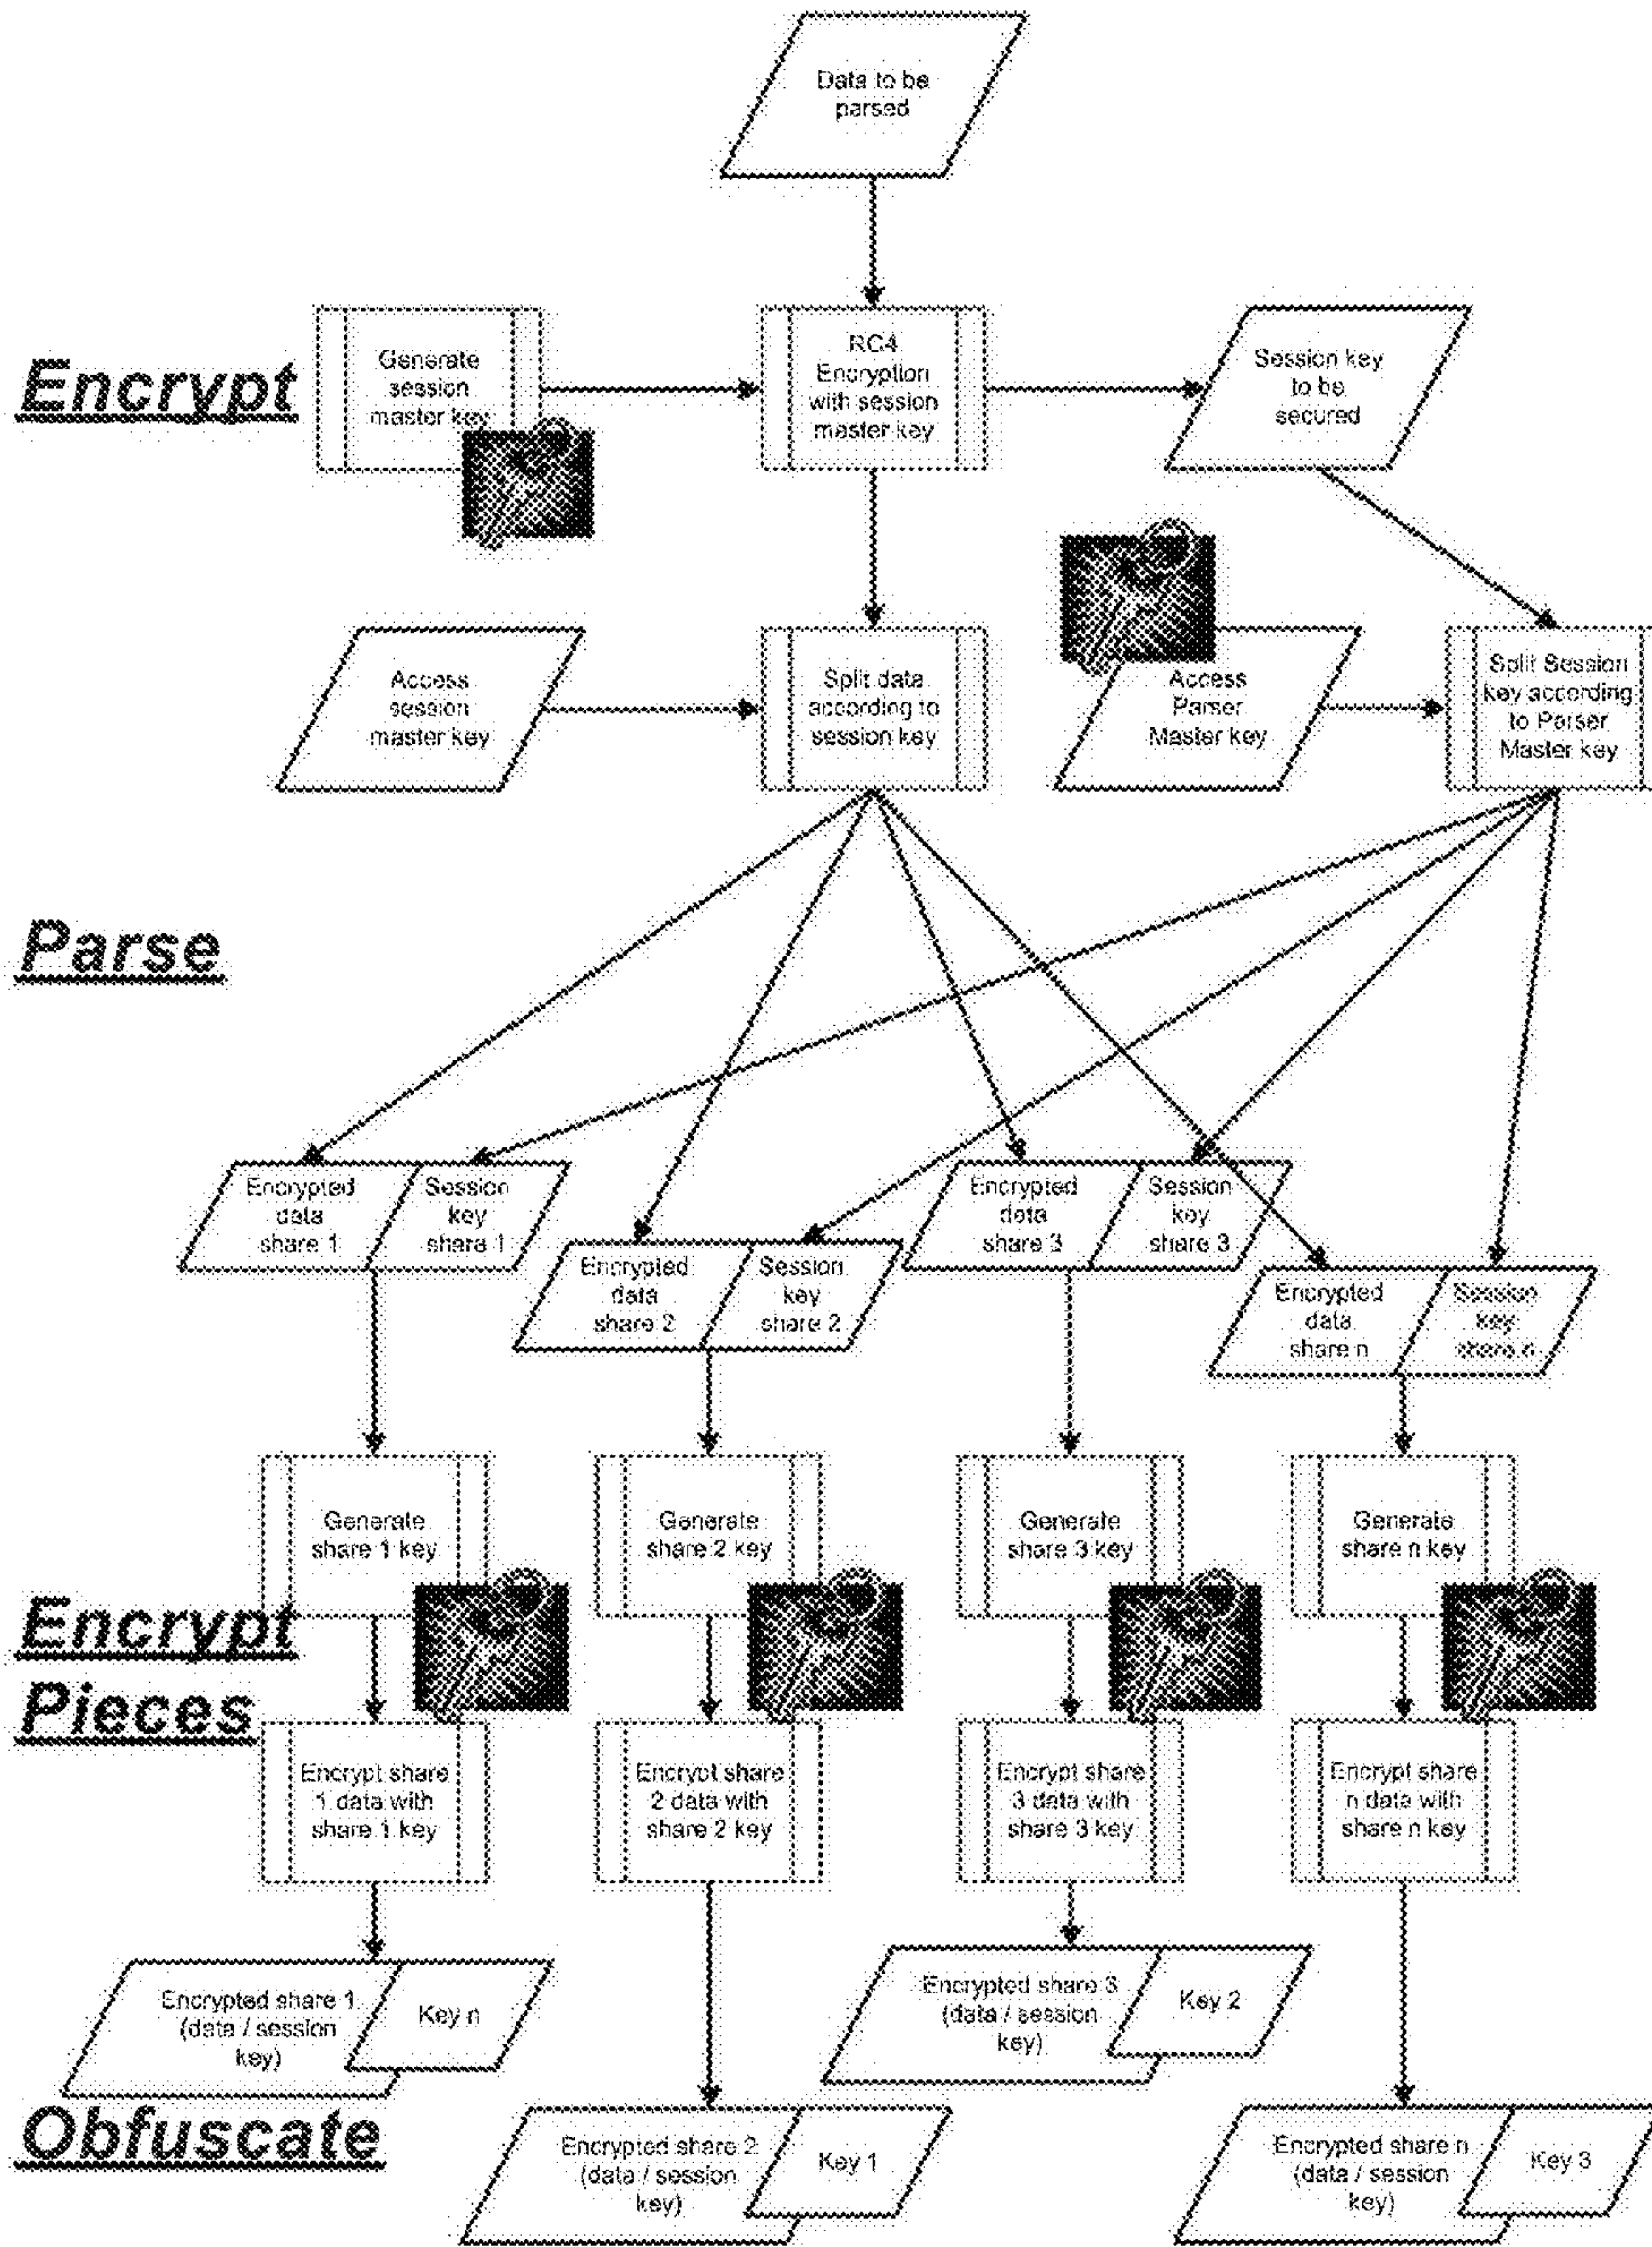 Data to be
parsed
Encrypt
Generate
session
master key
RC4
Encryption
with session
master key
Session key
to be
secured
Access
session
master key
Split data
according to
session key
Access
Parser
Master key
Split Session
key according
to Parser
Master key
Parse
Encrypted
data
share 1
Session
key
share 1
Encrypted
data
share 2
Session
key
share 2
Encrypted
data
share 3
Session
key
share 3
Encrypted
data
share n
Session
key
share n
Generate
share 1 key
Generate
share 2 key
Generate
share 3 key
Generate
share n key
Encrypt
Pieces
Encrypt share
1 data with
share 1 key
Encrypt share
2 data with
share 2 key
Encrypt share
3 data with
share 3 key
Encrypt share
n data with
share n key
Encrypted share 1
(data / session
key)
Key n
Encrypted share 3
(data / session
key)
Key 2
Obfuscate
Encrypted share 2
(data / session
key)
Key 1
Encrypted share n
(data / session
key)
Key 3